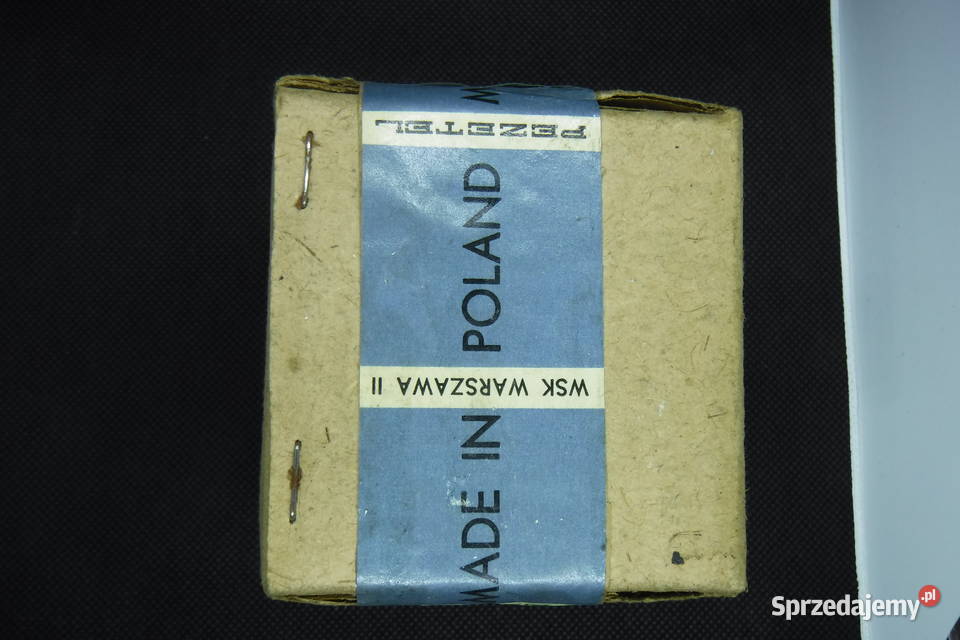 PEZETEL
MADE IN POLAND
WSK WARSZAWA II
M
Sprzedajemy.pl